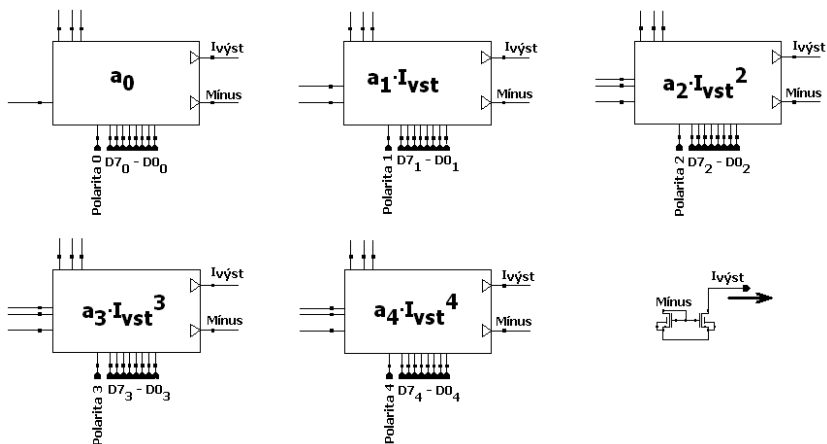 a₀
Ivýst
Mínus
Polarita 0
D7₀ - D0₀
a₁·Iᵥₛₜ
Ivýst
Mínus
Polarita 1
D7₁ - D0₁
a₂·Iᵥₛₜ²
Ivýst
Mínus
Polarita 2
D7₂ - D0₂
a₃·Iᵥₛₜ³
Ivýst
Mínus
Polarita 3
D7₃ - D0₃
a₄·Iᵥₛₜ⁴
Ivýst
Mínus
Polarita 4
D7₄ - D0₄
Ivýst
Mínus